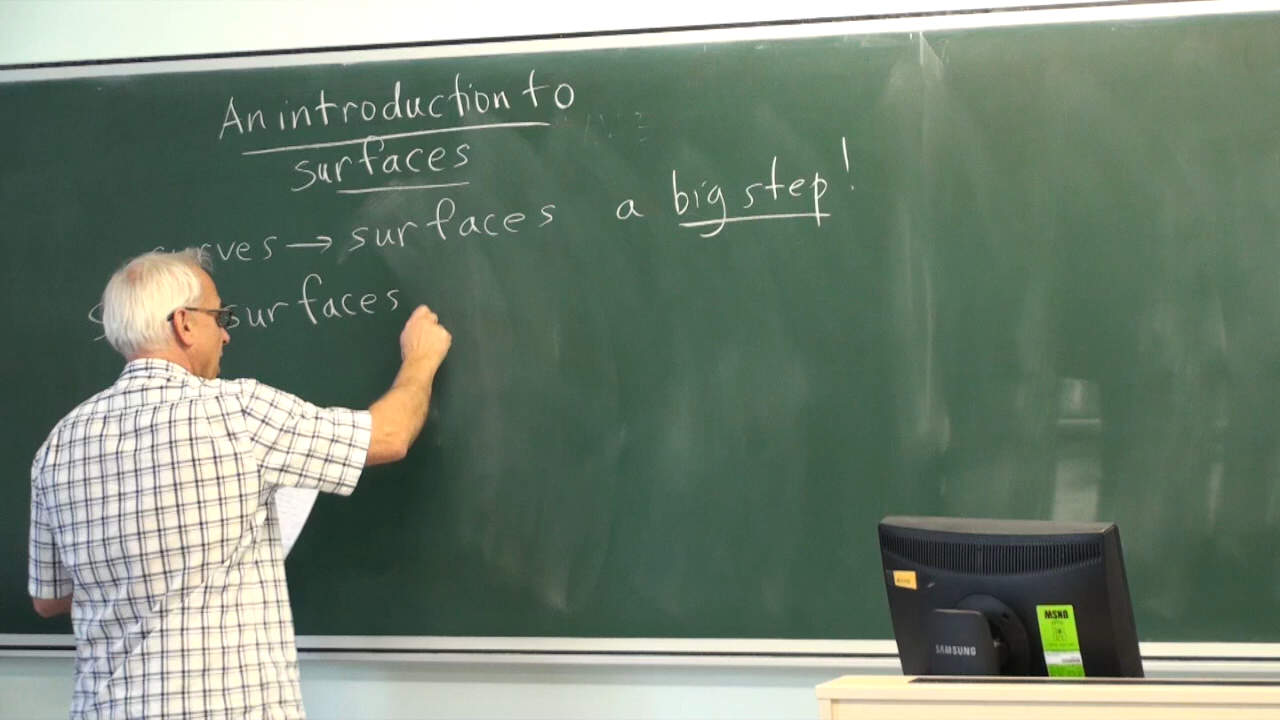 An introduction to
surfaces
curves → surfaces a big step!
surfaces
SAMSUNG